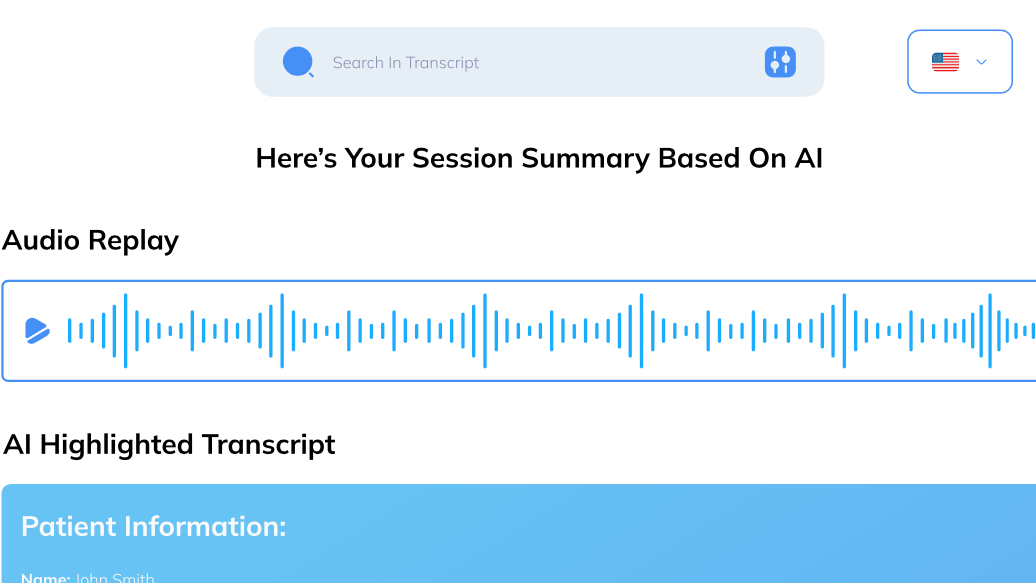 Search In Transcript
Here's Your Session Summary Based On AI
Audio Replay
AI Highlighted Transcript
Patient Information:
Name: John Smith